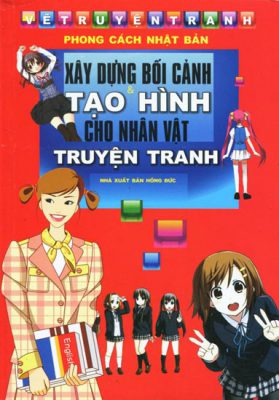 VẼ TRUYỆN TRANH
PHONG CÁCH NHẬT BẢN
XÂY DỰNG BỐI CẢNH
&
TẠO HÌNH
CHO NHÂN VẬT
TRUYỆN TRANH
NHÀ XUẤT BẢN HỒNG ĐỨC
English